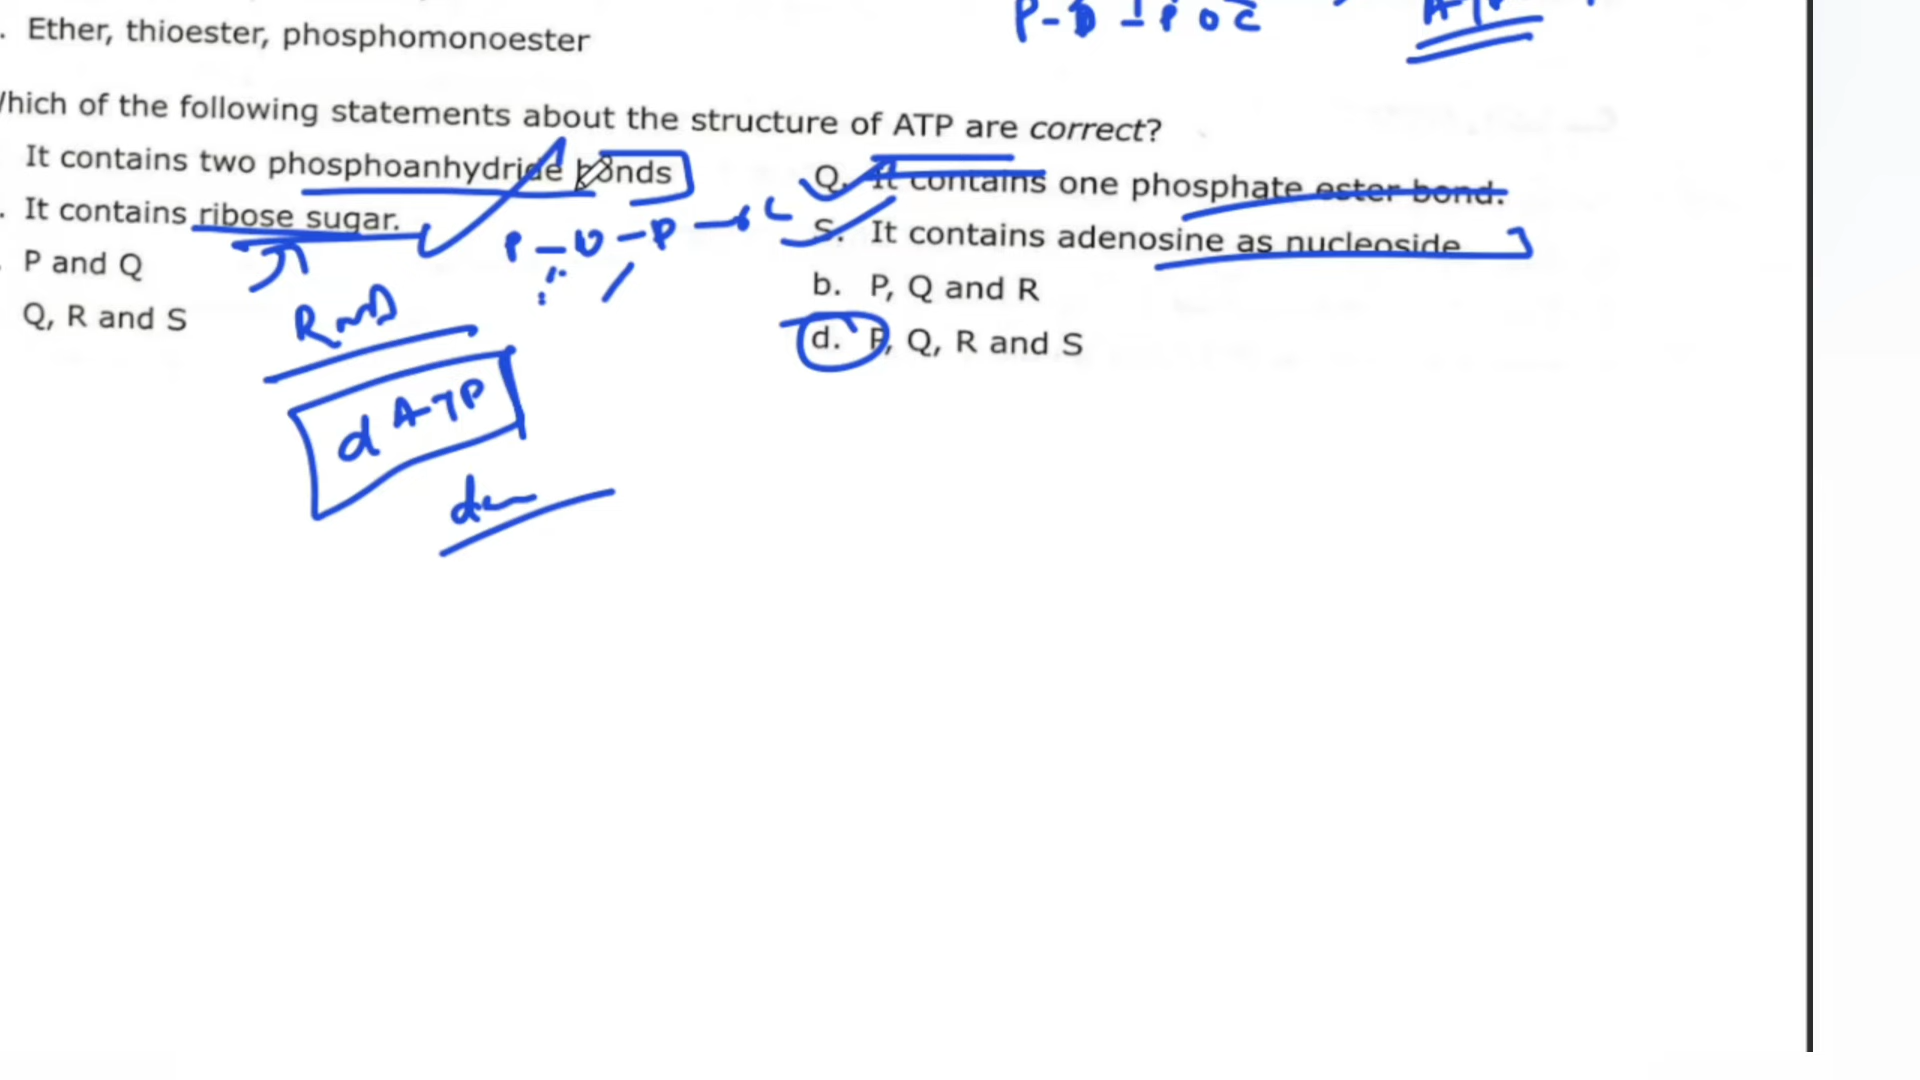 . Ether, thioester, phosphomonoester
P-O-P O C
hich of the following statements about the structure of ATP are correct?
It contains two phosphoanhydride bonds
Q. It contains one phosphate ester bond.
. It contains ribose sugar.
S. It contains adenosine as nucleoside
P-O-P
C
P and Q
b. P, Q and R
Q, R and S
d. P, Q, R and S
dATP